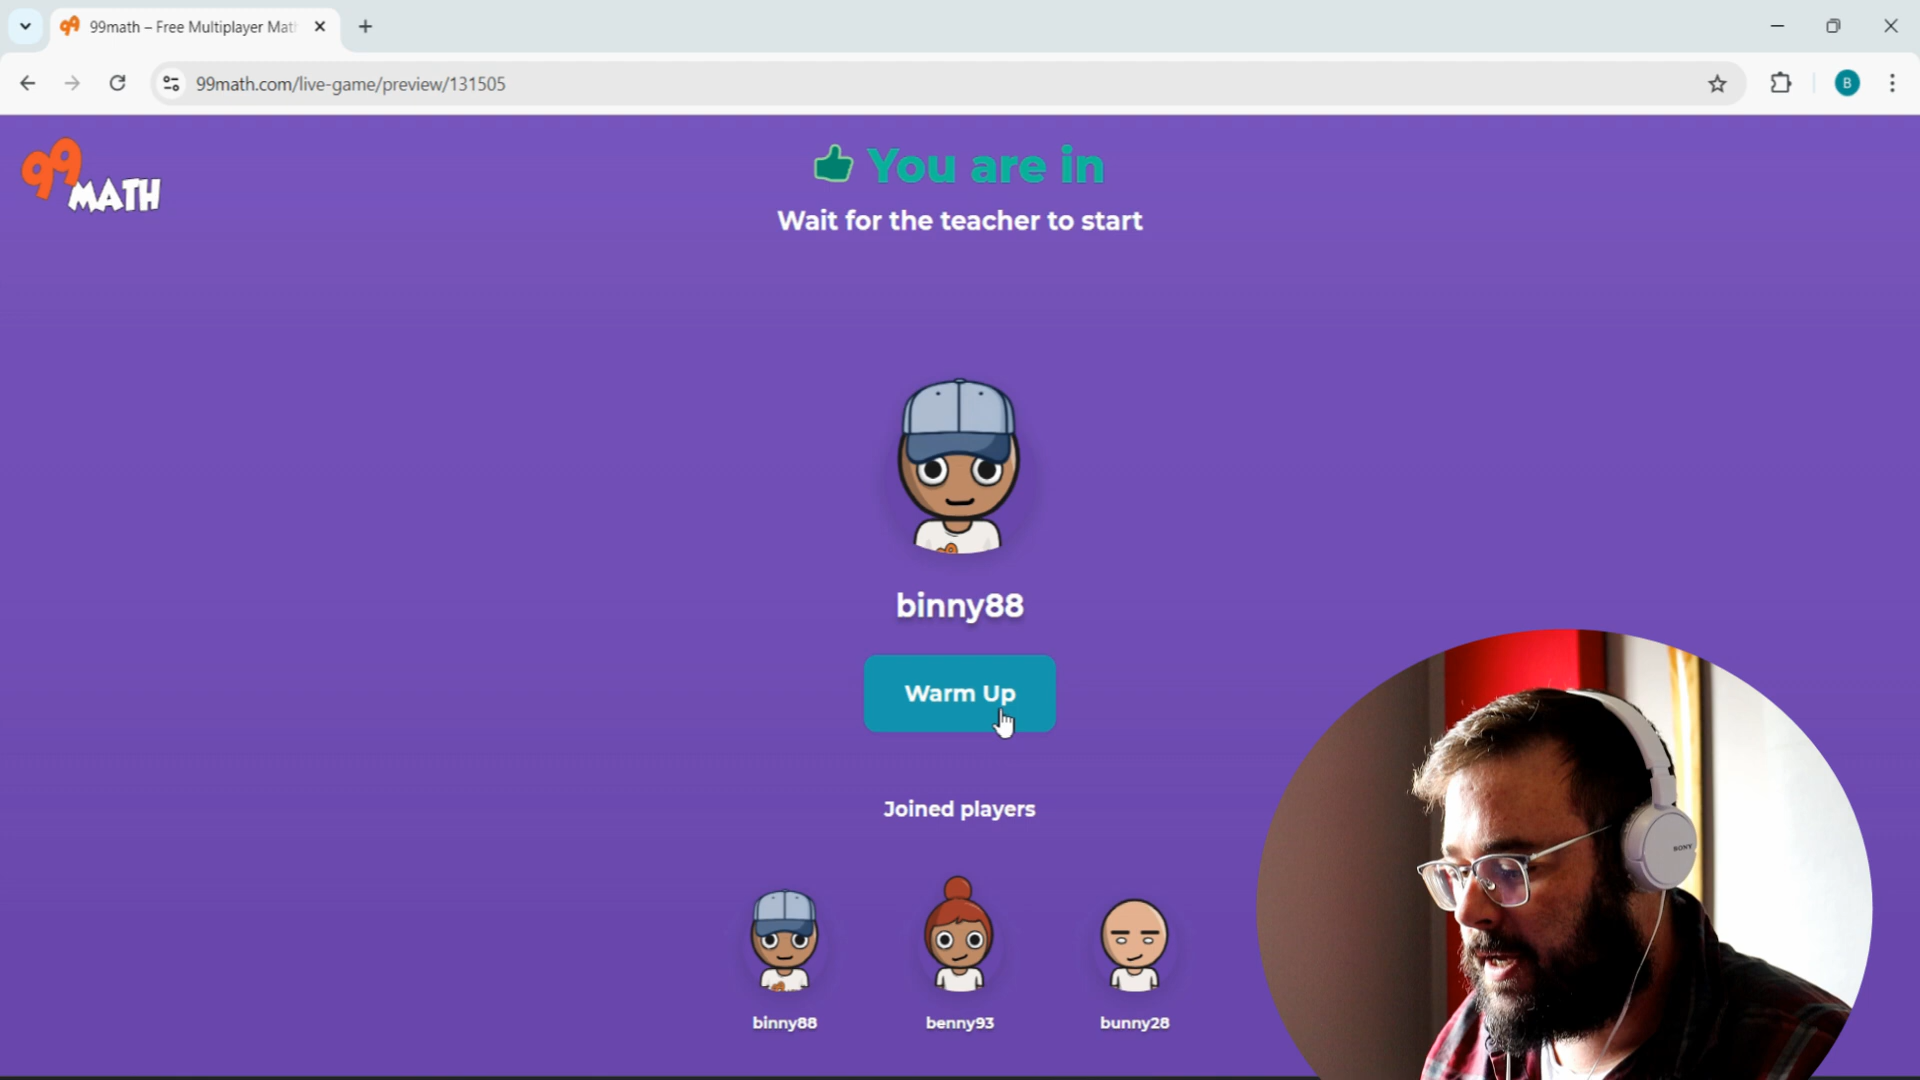 99math – Free Multiplayer Mat
99math.com/live-game/preview/131505
B
99
MATH
You are in
Wait for the teacher to start
binny88
Warm Up
Joined players
binny88
benny93
bunny28
SONY